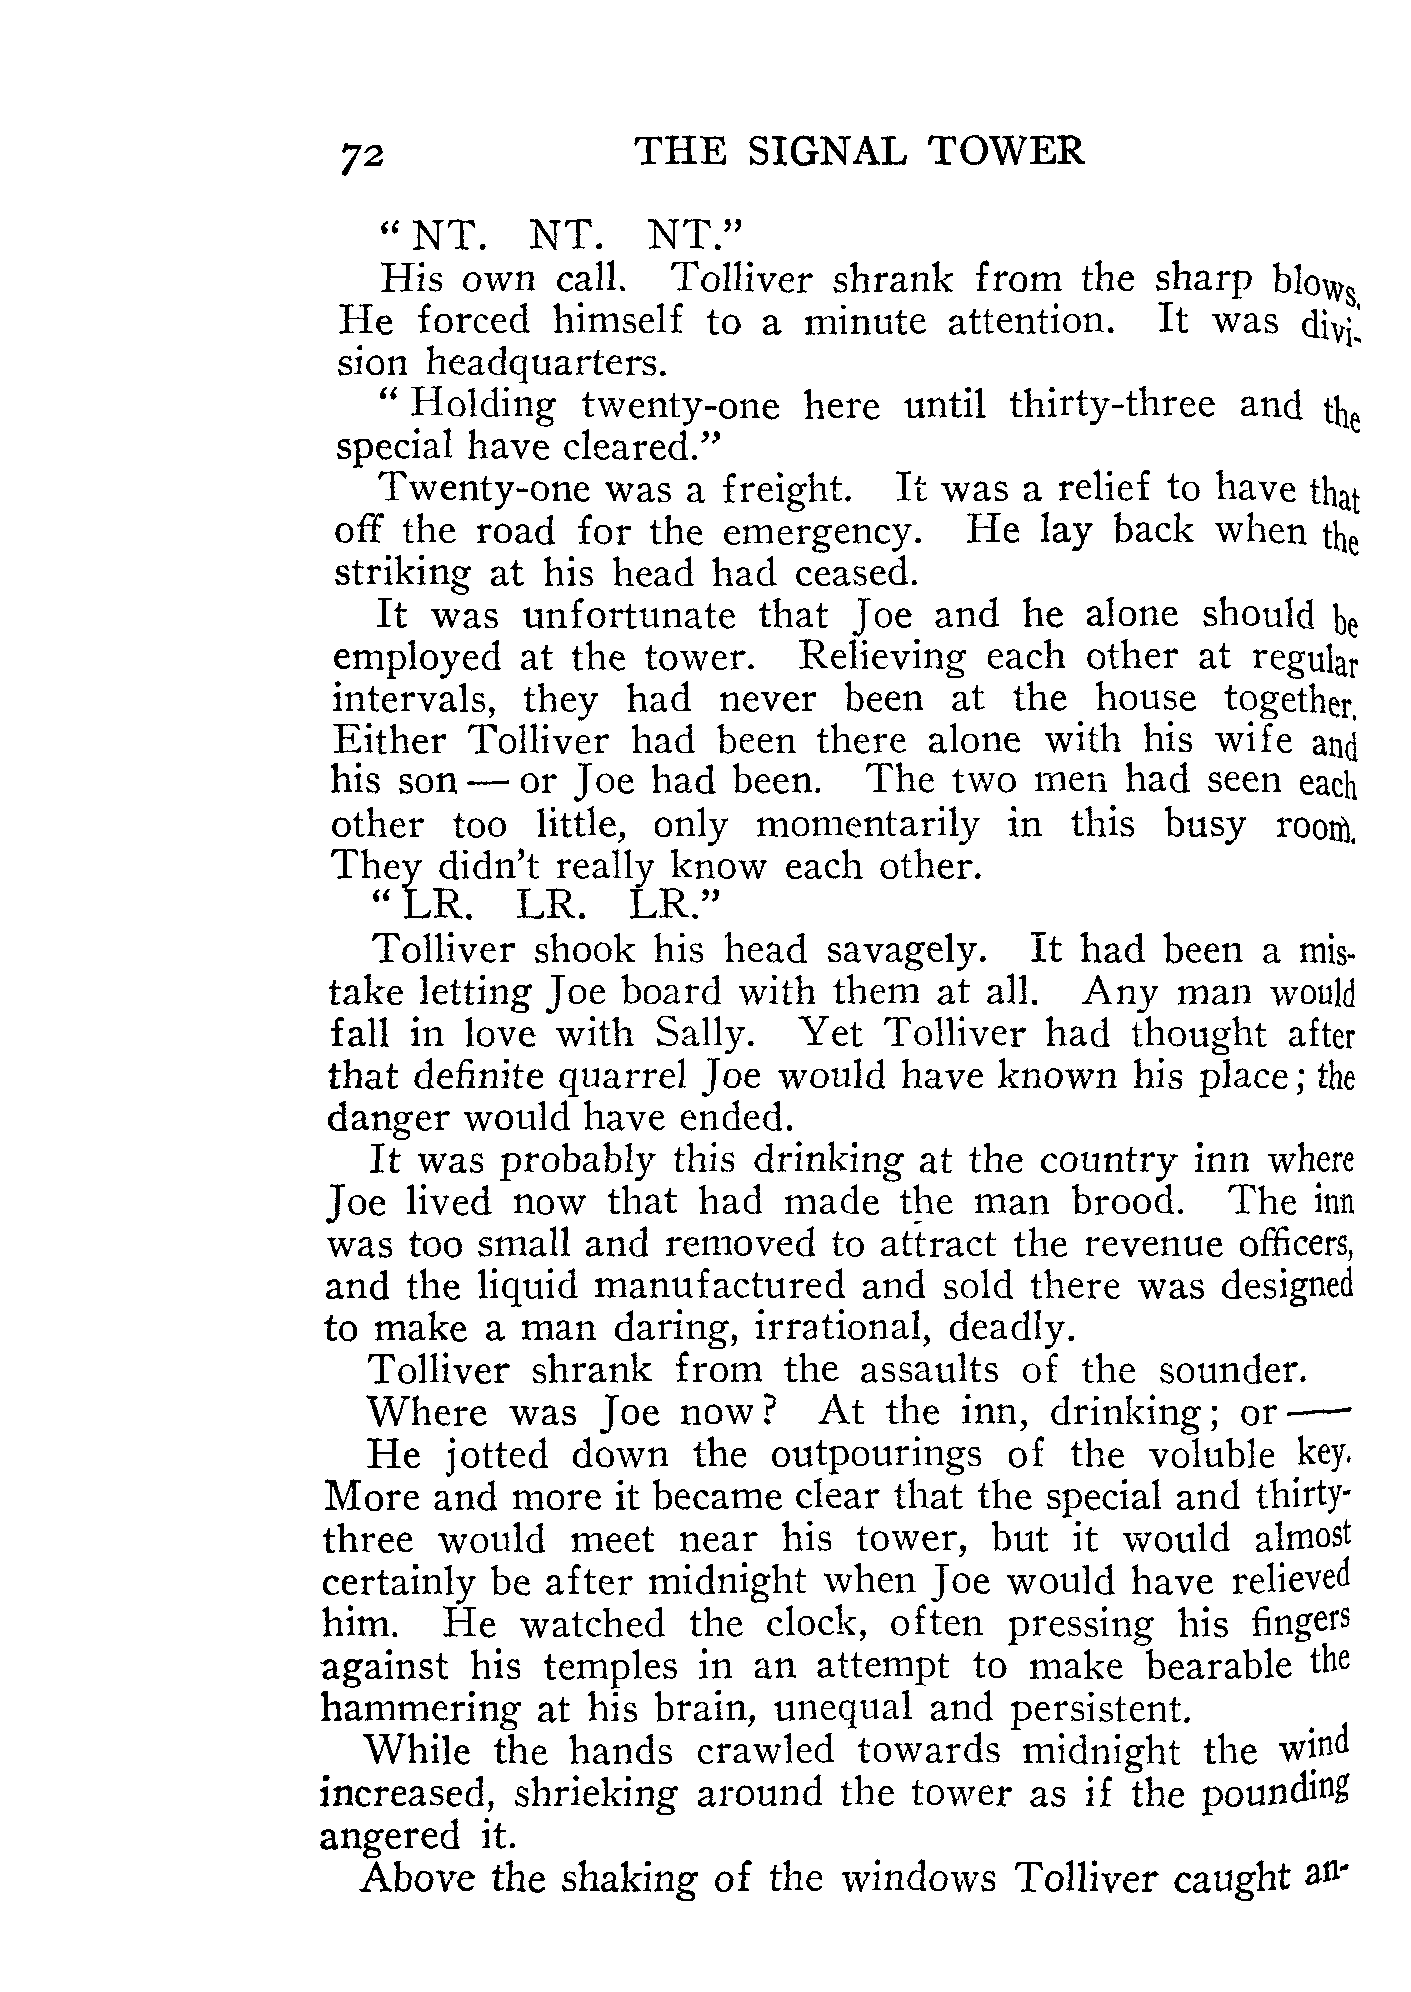 72 THE SIGNAL TOWER
“ NT. NT. NT.”
His own call. Tolliver shrank from the sharp blows.
He forced himself to a minute attention. It was divi-
sion headquarters.
“ Holding twenty-one here until thirty-three and the
special have cleared.”
Twenty-one was a freight. It was a relief to have that
off the road for the emergency. He lay back when the
striking at his head had ceased.
It was unfortunate that Joe and he alone should be
employed at the tower. Relieving each other at regular
intervals, they had never been at the house together.
Either Tolliver had been there alone with his wife and
his son — or Joe had been. The two men had seen each
other too little, only momentarily in this busy room.
They didn’t really know each other.
“ LR. LR. LR.”
Tolliver shook his head savagely. It had been a mis-
take letting Joe board with them at all. Any man would
fall in love with Sally. Yet Tolliver had thought after
that definite quarrel Joe would have known his place; the
danger would have ended.
It was probably this drinking at the country inn where
Joe lived now that had made the man brood. The inn
was too small and removed to attract the revenue officers,
and the liquid manufactured and sold there was designed
to make a man daring, irrational, deadly.
Tolliver shrank from the assaults of the sounder.
Where was Joe now? At the inn, drinking; or ——
He jotted down the outpourings of the voluble key.
More and more it became clear that the special and thirty-
three would meet near his tower, but it would almost
certainly be after midnight when Joe would have relieved
him. He watched the clock, often pressing his fingers
against his temples in an attempt to make bearable the
hammering at his brain, unequal and persistent.
While the hands crawled towards midnight the wind
increased, shrieking around the tower as if the pounding
angered it.
Above the shaking of the windows Tolliver caught an-